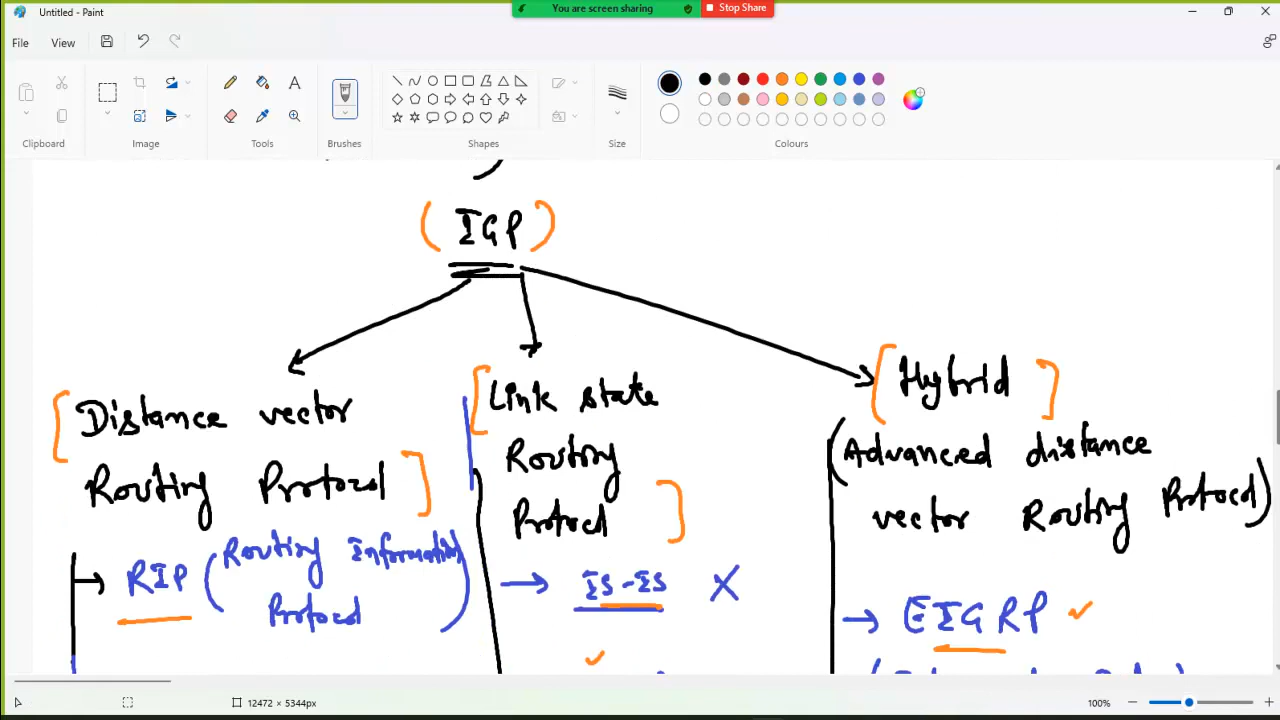 Untitled - Paint
You are screen sharing
Stop Share
File
View
Clipboard
Image
Tools
Brushes
Shapes
Size
Colours
(IGP)
[Distance vector
Routing Protocol]
→ RIP (Routing Information
Protocol)
[Link state
Routing
Protocol]
→ IS-IS X
[Hybrid]
(Advanced distance
vector Routing Protocol)
→ EIGRP ✓
12472 × 5344px
100%